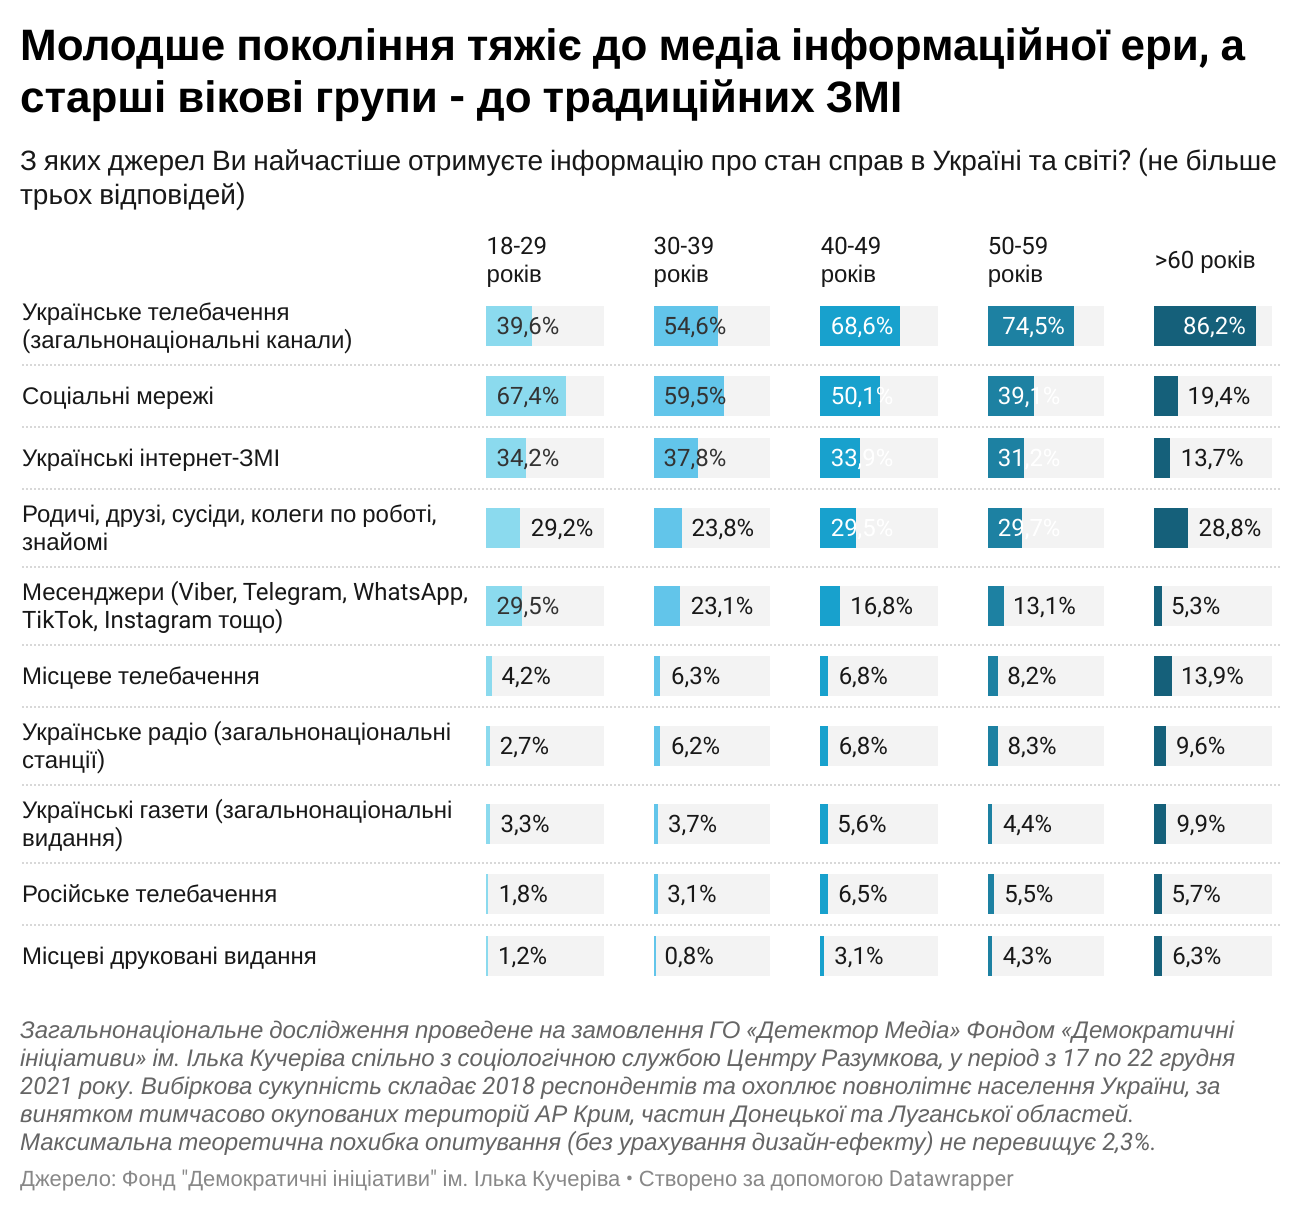 Молодше покоління тяжіє до медіа інформаційної ери, а
старші вікові групи - до традиційних ЗМІ
З яких джерел Ви найчастіше отримуєте інформацію про стан справ в Україні та світі? (не більше
трьох відповідей)
18-29 років
30-39 років
40-49 років
50-59 років
>60 років
Українське телебачення
(загальнонаціональні канали)
39,6% 54,6% 68,6% 74,5% 86,2%
Соціальні мережі 67,4% 59,5% 50,1% 39,1% 19,4%
Українські інтернет-ЗМІ 34,2% 37,8% 33,9% 31,2% 13,7%
Родичі, друзі, сусіди, колеги по роботі,
знайомі
29,2% 23,8% 29,5% 29,7% 28,8%
Месенджери (Viber, Telegram, WhatsApp,
TikTok, Instagram тощо)
29,5% 23,1% 16,8% 13,1% 5,3%
Місцеве телебачення 4,2% 6,3% 6,8% 8,2% 13,9%
Українське радіо (загальнонаціональні
станції)
2,7% 6,2% 6,8% 8,3% 9,6%
Українські газети (загальнонаціональні
видання)
3,3% 3,7% 5,6% 4,4% 9,9%
Російське телебачення 1,8% 3,1% 6,5% 5,5% 5,7%
Місцеві друковані видання 1,2% 0,8% 3,1% 4,3% 6,3%
Загальнонаціональне дослідження проведене на замовлення ГО «Детектор Медіа» Фондом «Демократичні
ініціативи» ім. Ілька Кучеріва спільно з соціологічною службою Центру Разумкова, у період з 17 по 22 грудня
2021 року. Вибіркова сукупність складає 2018 респондентів та охоплює повнолітнє населення України, за
винятком тимчасово окупованих територій АР Крим, частин Донецької та Луганської областей.
Максимальна теоретична похибка опитування (без урахування дизайн-ефекту) не перевищує 2,3%.
Джерело: Фонд "Демократичні ініціативи" ім. Ілька Кучеріва • Створено за допомогою Datawrapper